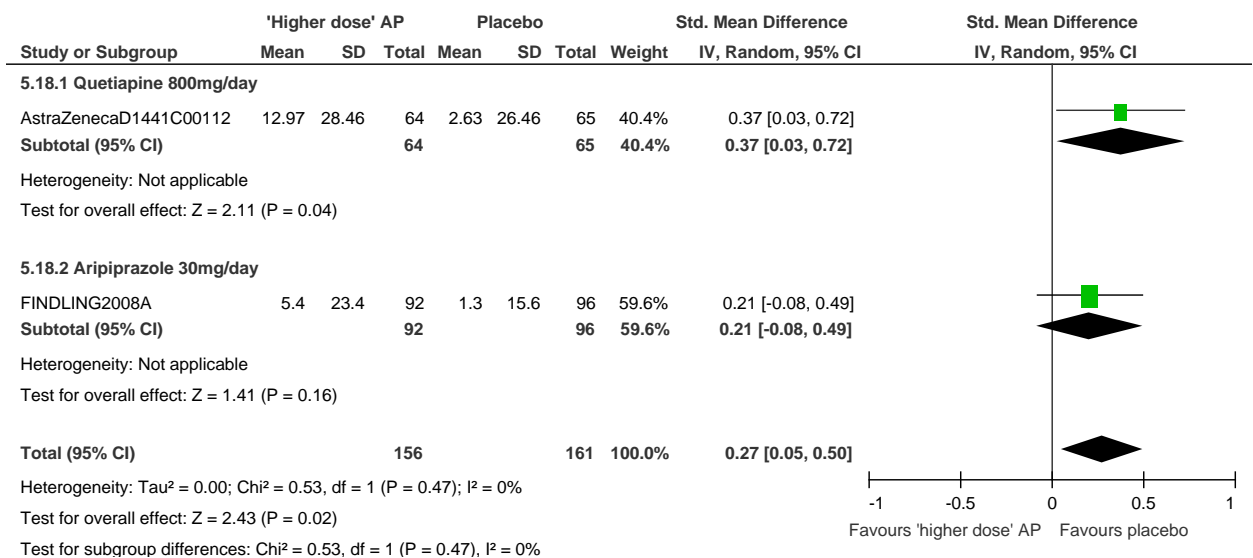 'Higher dose' AP Placebo Std. Mean Difference Std. Mean Difference
Study or Subgroup Mean SD Total Mean SD Total Weight IV, Random, 95% CI IV, Random, 95% CI
5.18.1 Quetiapine 800mg/day
AstraZenecaD1441C00112 12.97 28.46 64 2.63 26.46 65 40.4% 0.37 [0.03, 0.72]
Subtotal (95% CI) 64 65 40.4% 0.37 [0.03, 0.72]
Heterogeneity: Not applicable
Test for overall effect: Z = 2.11 (P = 0.04)
5.18.2 Aripiprazole 30mg/day
FINDLING2008A 5.4 23.4 92 1.3 15.6 96 59.6% 0.21 [-0.08, 0.49]
Subtotal (95% CI) 92 96 59.6% 0.21 [-0.08, 0.49]
Heterogeneity: Not applicable
Test for overall effect: Z = 1.41 (P = 0.16)
Total (95% CI) 156 161 100.0% 0.27 [0.05, 0.50]
Heterogeneity: Tau² = 0.00; Chi² = 0.53, df = 1 (P = 0.47); I² = 0%
Test for overall effect: Z = 2.43 (P = 0.02)
Test for subgroup differences: Chi² = 0.53, df = 1 (P = 0.47), I² = 0%
-1 -0.5 0 0.5 1
Favours 'higher dose' AP Favours placebo